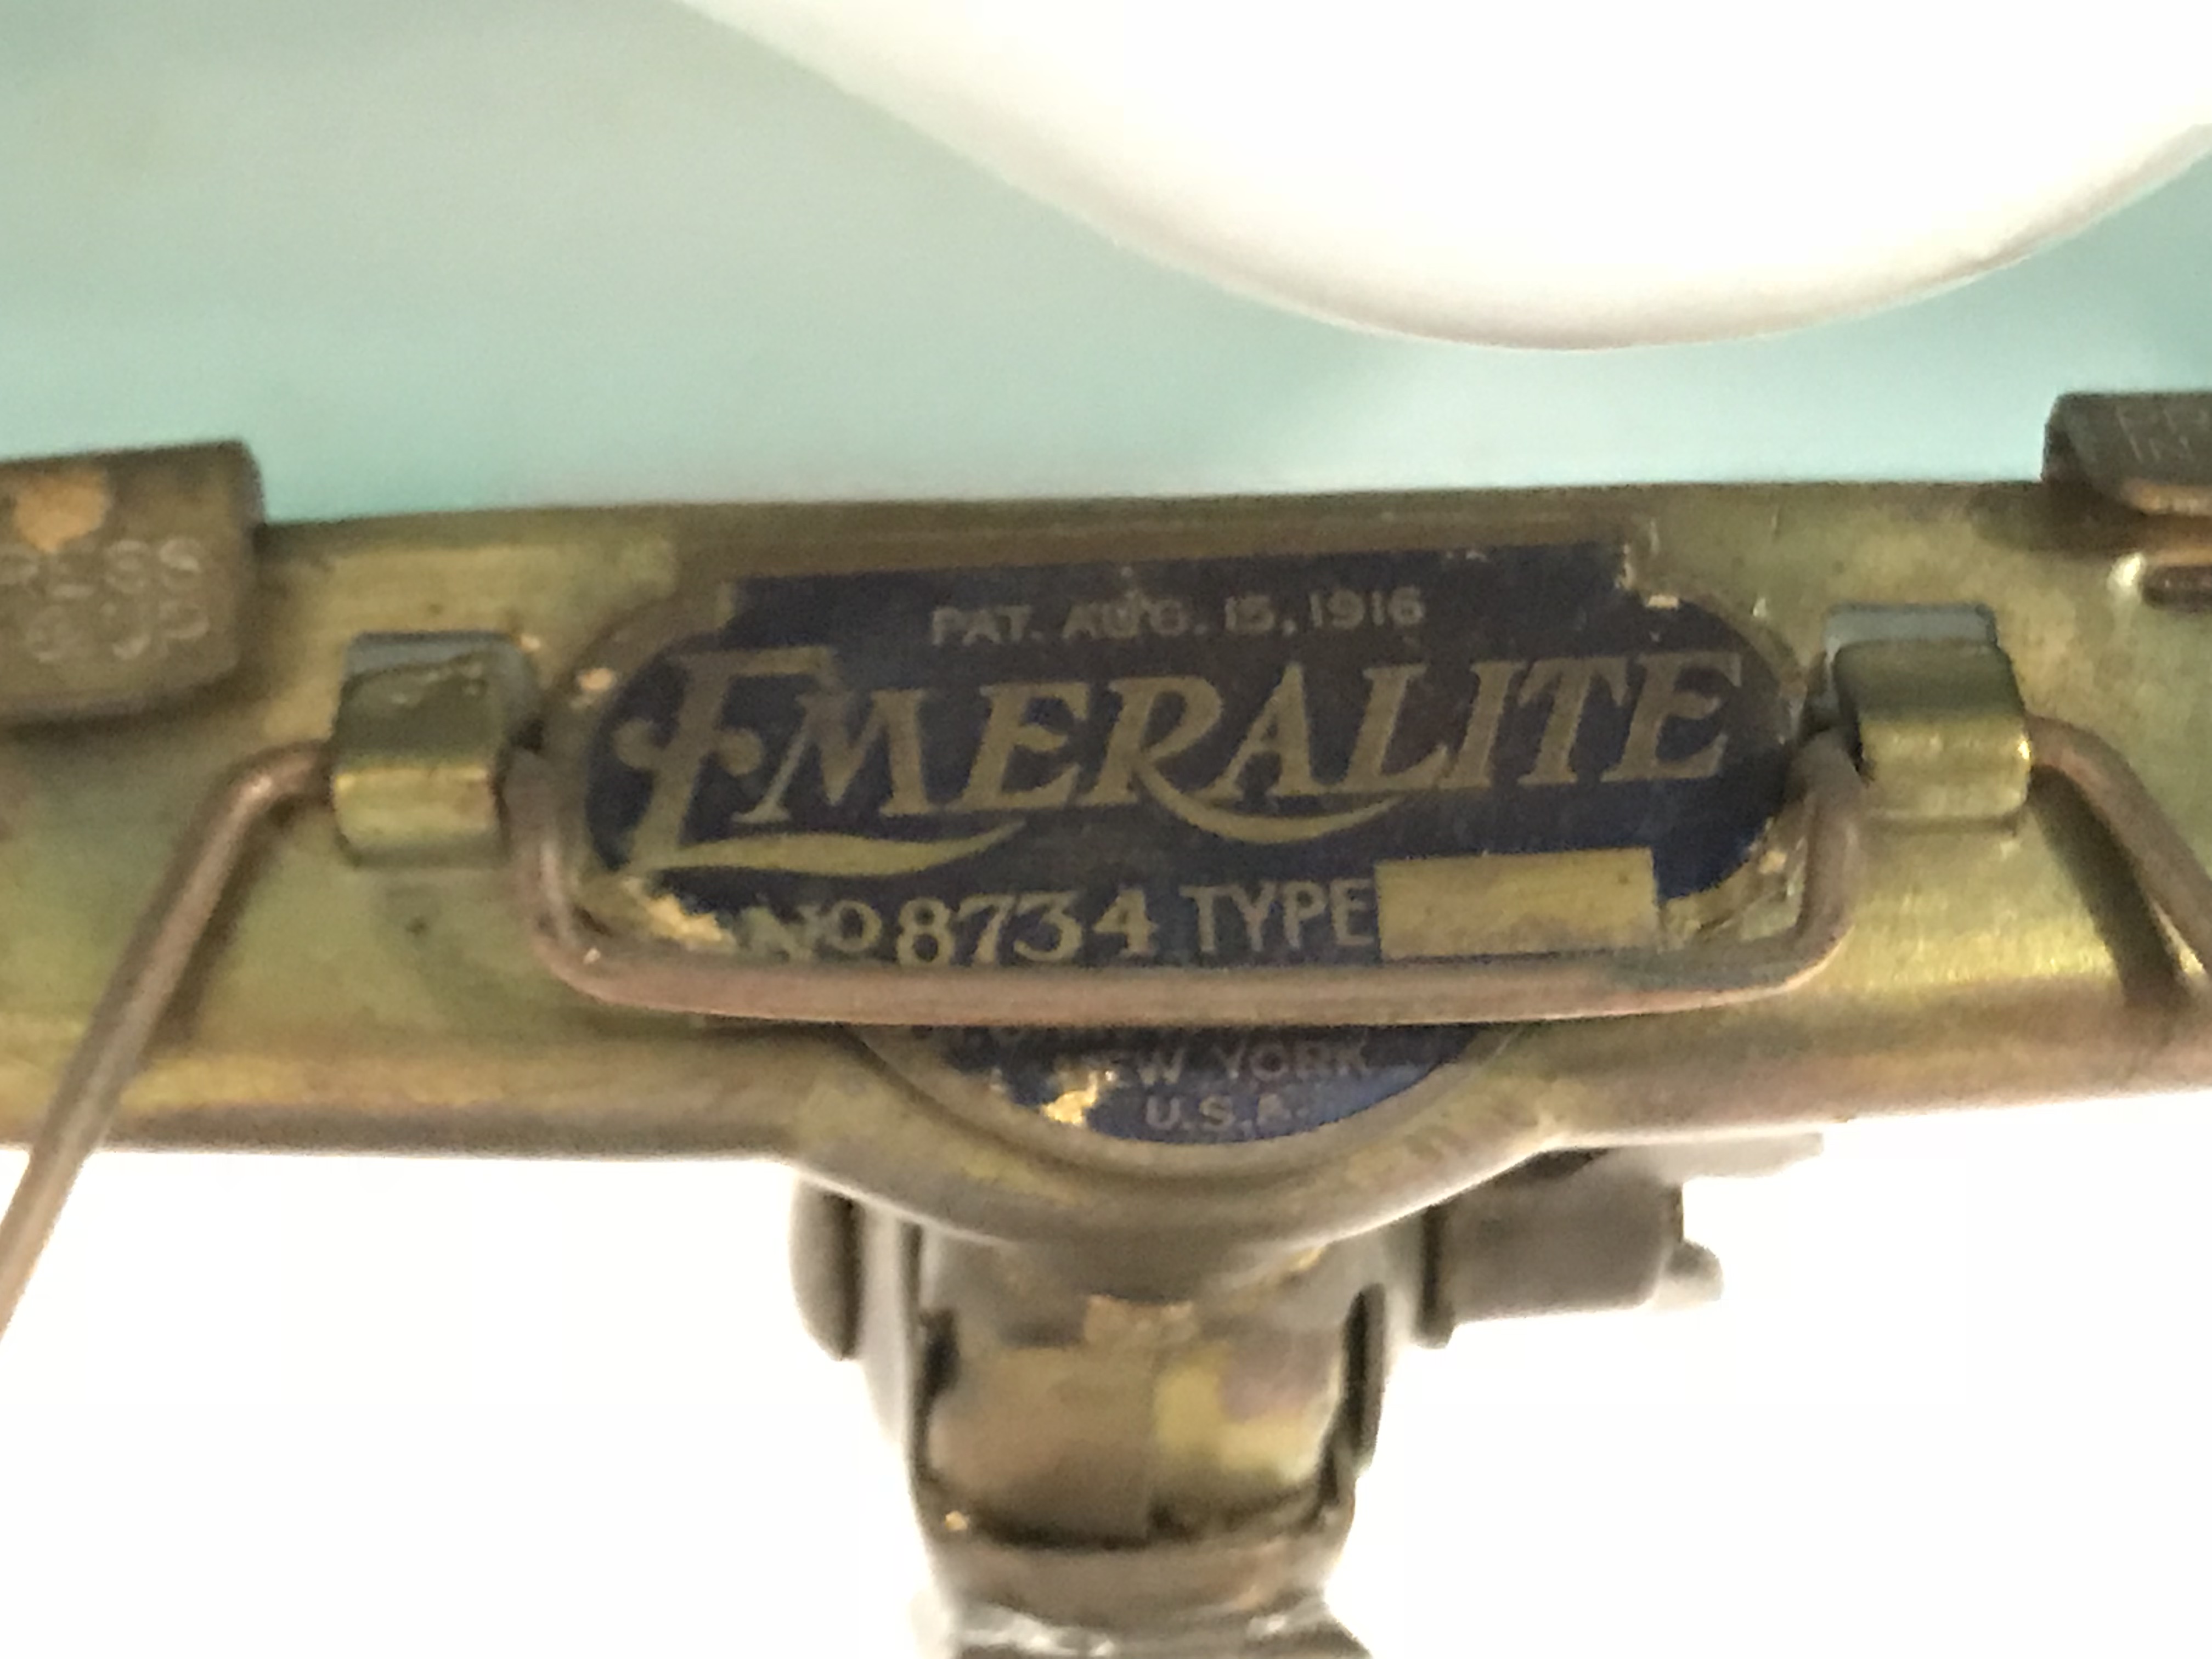 PAT. AUG. 15, 1916
EMERALITE
NO 8734 TYPE
NEW YORK
U.S.A.